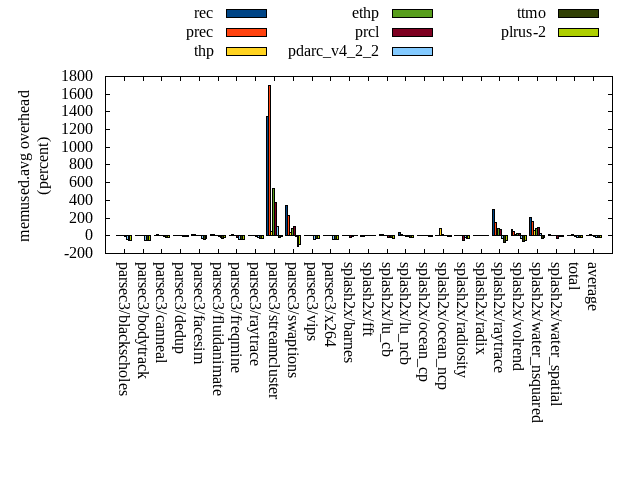 rec
prec
thp
ethp
prcl
pdarc_v4_2_2
ttmo
plrus-2
memused.avg overhead
(percent)
1800
1600
1400
1200
1000
800
600
400
200
0
-200
parsec3/blackscholes
parsec3/bodytrack
parsec3/canneal
parsec3/dedup
parsec3/facesim
parsec3/fluidanimate
parsec3/freqmine
parsec3/raytrace
parsec3/streamcluster
parsec3/swaptions
parsec3/vips
parsec3/x264
splash2x/barnes
splash2x/fft
splash2x/lu_cb
splash2x/lu_ncb
splash2x/ocean_cp
splash2x/ocean_ncp
splash2x/radiosity
splash2x/radix
splash2x/raytrace
splash2x/volrend
splash2x/water_nsquared
splash2x/water_spatial
total
average